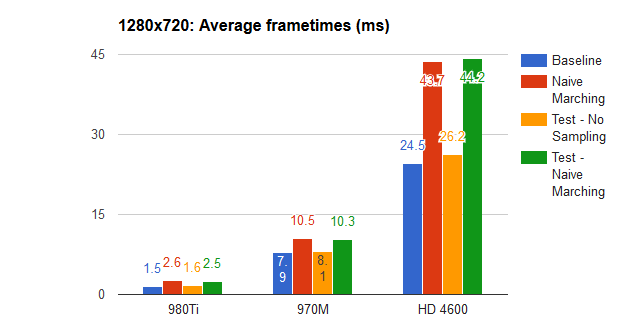 1280x720: Average frametimes (ms)
45
30
15
0
1.5
2.6
1.6
2.5
7.
9
10.5
8.
1
10.3
24.5
43.7
26.2
44.2
980Ti
970M
HD 4600
Baseline
Naive
Marching
Test - No
Sampling
Test -
Naive
Marching